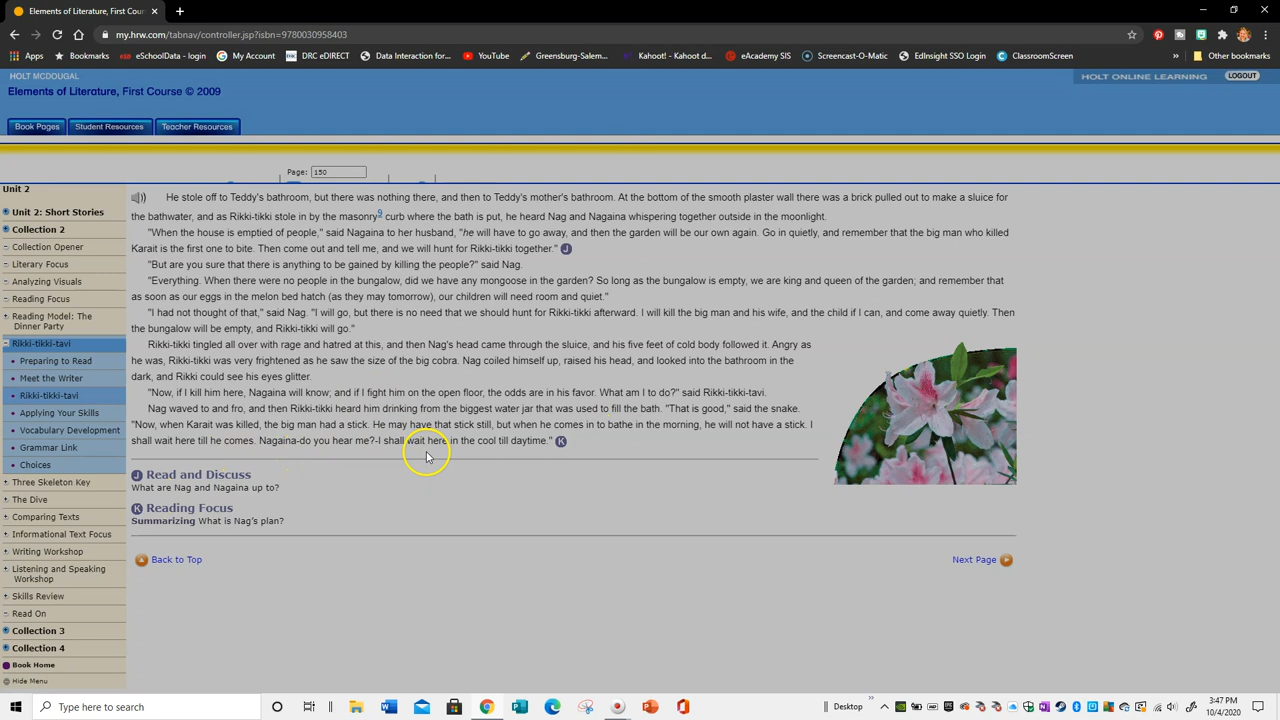 Elements of Literature, First Cours
my.hrw.com/tabnav/controller.jsp?isbn=9780030958403
Apps
Bookmarks
eSchoolData - login
My Account
DRC eDIRECT
Data Interaction for...
YouTube
Greensburg-Salem...
Kahoot! - Kahoot d...
eAcademy SIS
Screencast-O-Matic
EdInsight SSO Login
ClassroomScreen
Other bookmarks
HOLT MCDOUGAL
HOLT ONLINE LEARNING
LOGOUT
Elements of Literature, First Course © 2009
Book Pages
Student Resources
Teacher Resources
Page: 150
Unit 2
Unit 2: Short Stories
Collection 2
Collection Opener
Literary Focus
Analyzing Visuals
Reading Focus
Reading Model: The
Dinner Party
Rikki-tikki-tavi
Preparing to Read
Meet the Writer
Rikki-tikki-tavi
Applying Your Skills
Vocabulary Development
Grammar Link
Choices
Three Skeleton Key
The Dive
Comparing Texts
Informational Text Focus
Writing Workshop
Listening and Speaking
Workshop
Skills Review
Read On
Collection 3
Collection 4
Book Home
Hide Menu
He stole off to Teddy's bathroom, but there was nothing there, and then to Teddy's mother's bathroom. At the bottom of the smooth plaster wall there was a brick pulled out to make a sluice for
the bathwater, and as Rikki-tikki stole in by the masonry9 curb where the bath is put, he heard Nag and Nagaina whispering together outside in the moonlight.
"When the house is emptied of people," said Nagaina to her husband, "he will have to go away, and then the garden will be our own again. Go in quietly, and remember that the big man who killed
Karait is the first one to bite. Then come out and tell me, and we will hunt for Rikki-tikki together." J
"But are you sure that there is anything to be gained by killing the people?" said Nag.
"Everything. When there were no people in the bungalow, did we have any mongoose in the garden? So long as the bungalow is empty, we are king and queen of the garden; and remember that
as soon as our eggs in the melon bed hatch (as they may tomorrow), our children will need room and quiet."
"I had not thought of that," said Nag. "I will go, but there is no need that we should hunt for Rikki-tikki afterward. I will kill the big man and his wife, and the child if I can, and come away quietly. Then
the bungalow will be empty, and Rikki-tikki will go."
Rikki-tikki tingled all over with rage and hatred at this, and then Nag's head came through the sluice, and his five feet of cold body followed it. Angry as
he was, Rikki-tikki was very frightened as he saw the size of the big cobra. Nag coiled himself up, raised his head, and looked into the bathroom in the
dark, and Rikki could see his eyes glitter.
"Now, if I kill him here, Nagaina will know; and if I fight him on the open floor, the odds are in his favor. What am I to do?" said Rikki-tikki-tavi.
Nag waved to and fro, and then Rikki-tikki heard him drinking from the biggest water jar that was used to fill the bath. "That is good," said the snake.
"Now, when Karait was killed, the big man had a stick. He may have that stick still, but when he comes in to bathe in the morning, he will not have a stick. I
shall wait here till he comes. Nagaina-do you hear me?-I shall wait here in the cool till daytime." K
J Read and Discuss
What are Nag and Nagaina up to?
K Reading Focus
Summarizing What is Nag's plan?
Back to Top
Next Page
Type here to search
Desktop
3:47 PM
10/4/2020